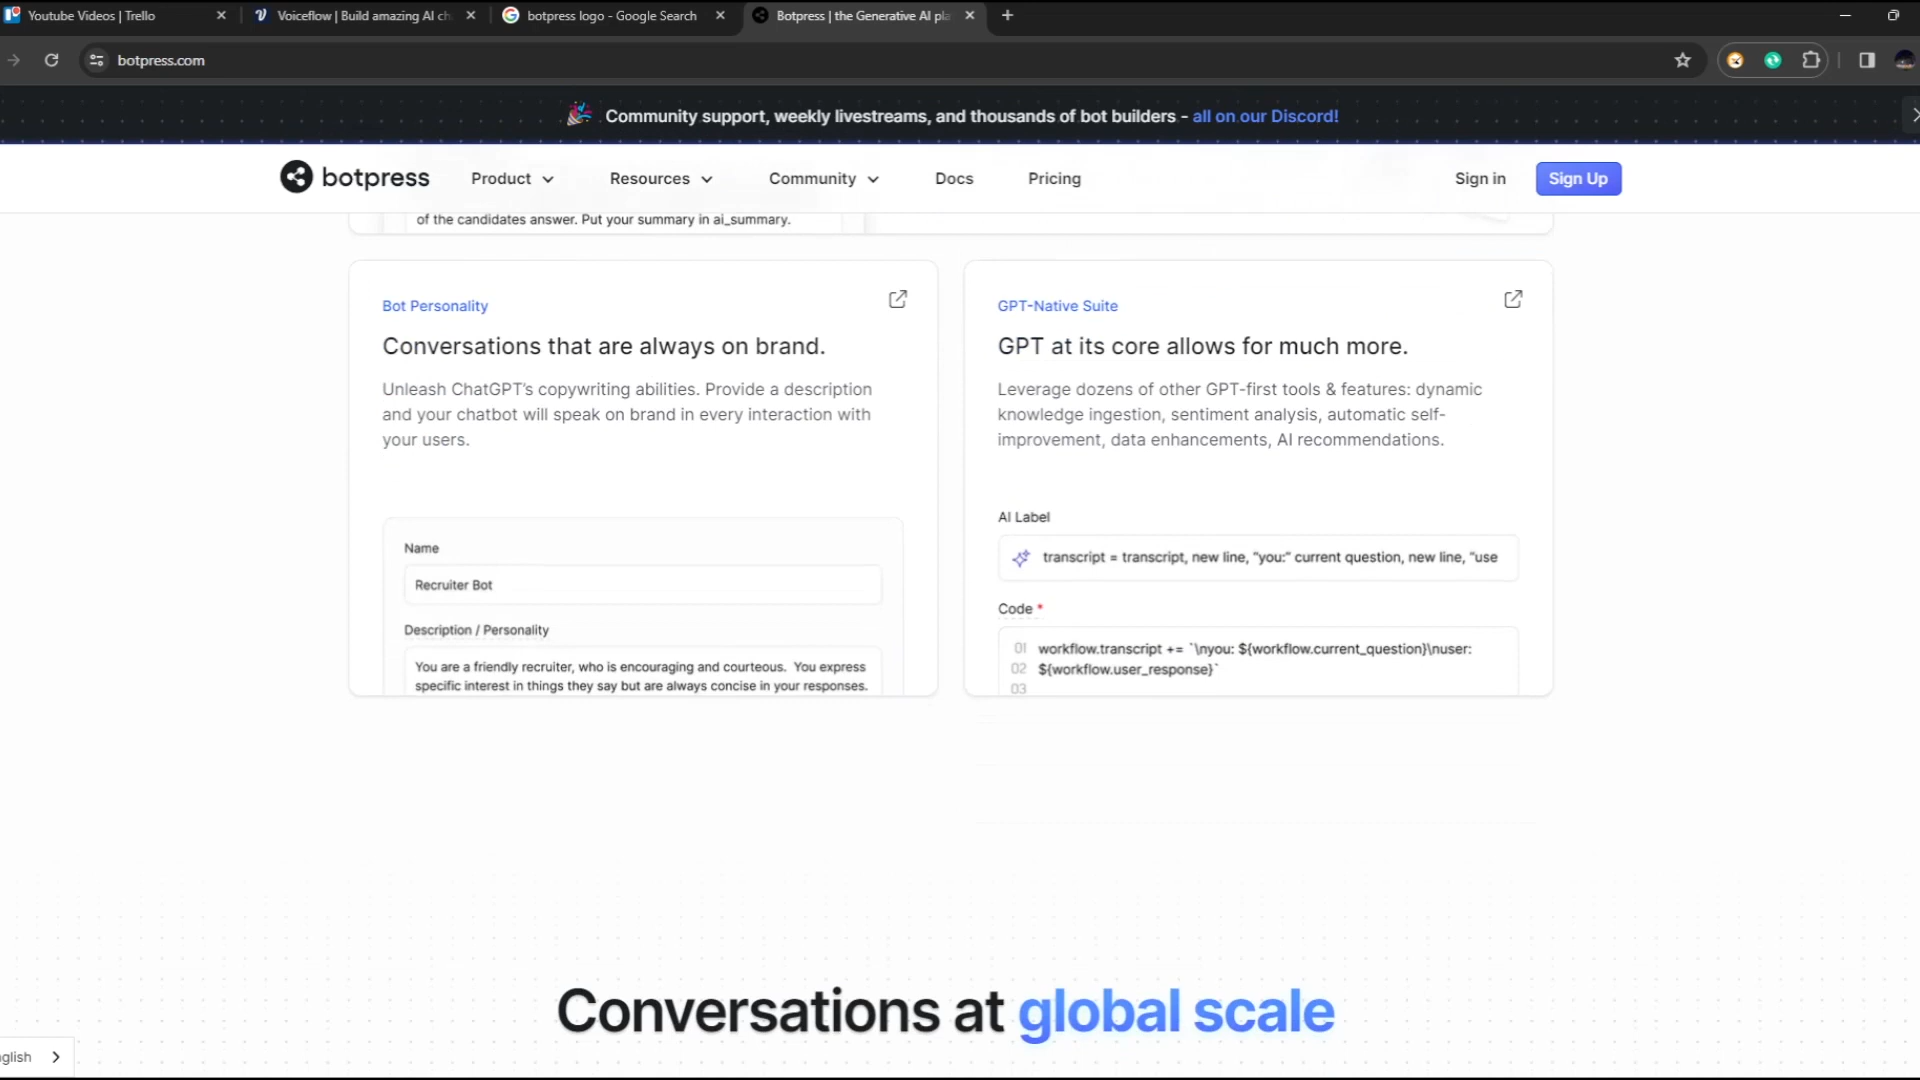 Youtube Videos | Trello
Voiceflow | Build amazing AI ch
botpress logo - Google Search
Botpress | the Generative AI pla
botpress.com
Community support, weekly livestreams, and thousands of bot builders - all on our Discord!
botpress
Product
Resources
Community
Docs
Pricing
Sign in
Sign Up
of the candidates answer. Put your summary in ai_summary.
Bot Personality
Conversations that are always on brand.
Unleash ChatGPT’s copywriting abilities. Provide a description
and your chatbot will speak on brand in every interaction with
your users.
Name
Recruiter Bot
Description / Personality
You are a friendly recruiter, who is encouraging and courteous. You express
specific interest in things they say but are always concise in your responses.
GPT-Native Suite
GPT at its core allows for much more.
Leverage dozens of other GPT-first tools & features: dynamic
knowledge ingestion, sentiment analysis, automatic self-
improvement, data enhancements, AI recommendations.
AI Label
transcript = transcript, new line, "you:" current question, new line, "use
Code *
01 workflow.transcript += `\nyou: ${workflow.current_question}\nuser:
02 ${workflow.user_response}`
03
Conversations at global scale
glish